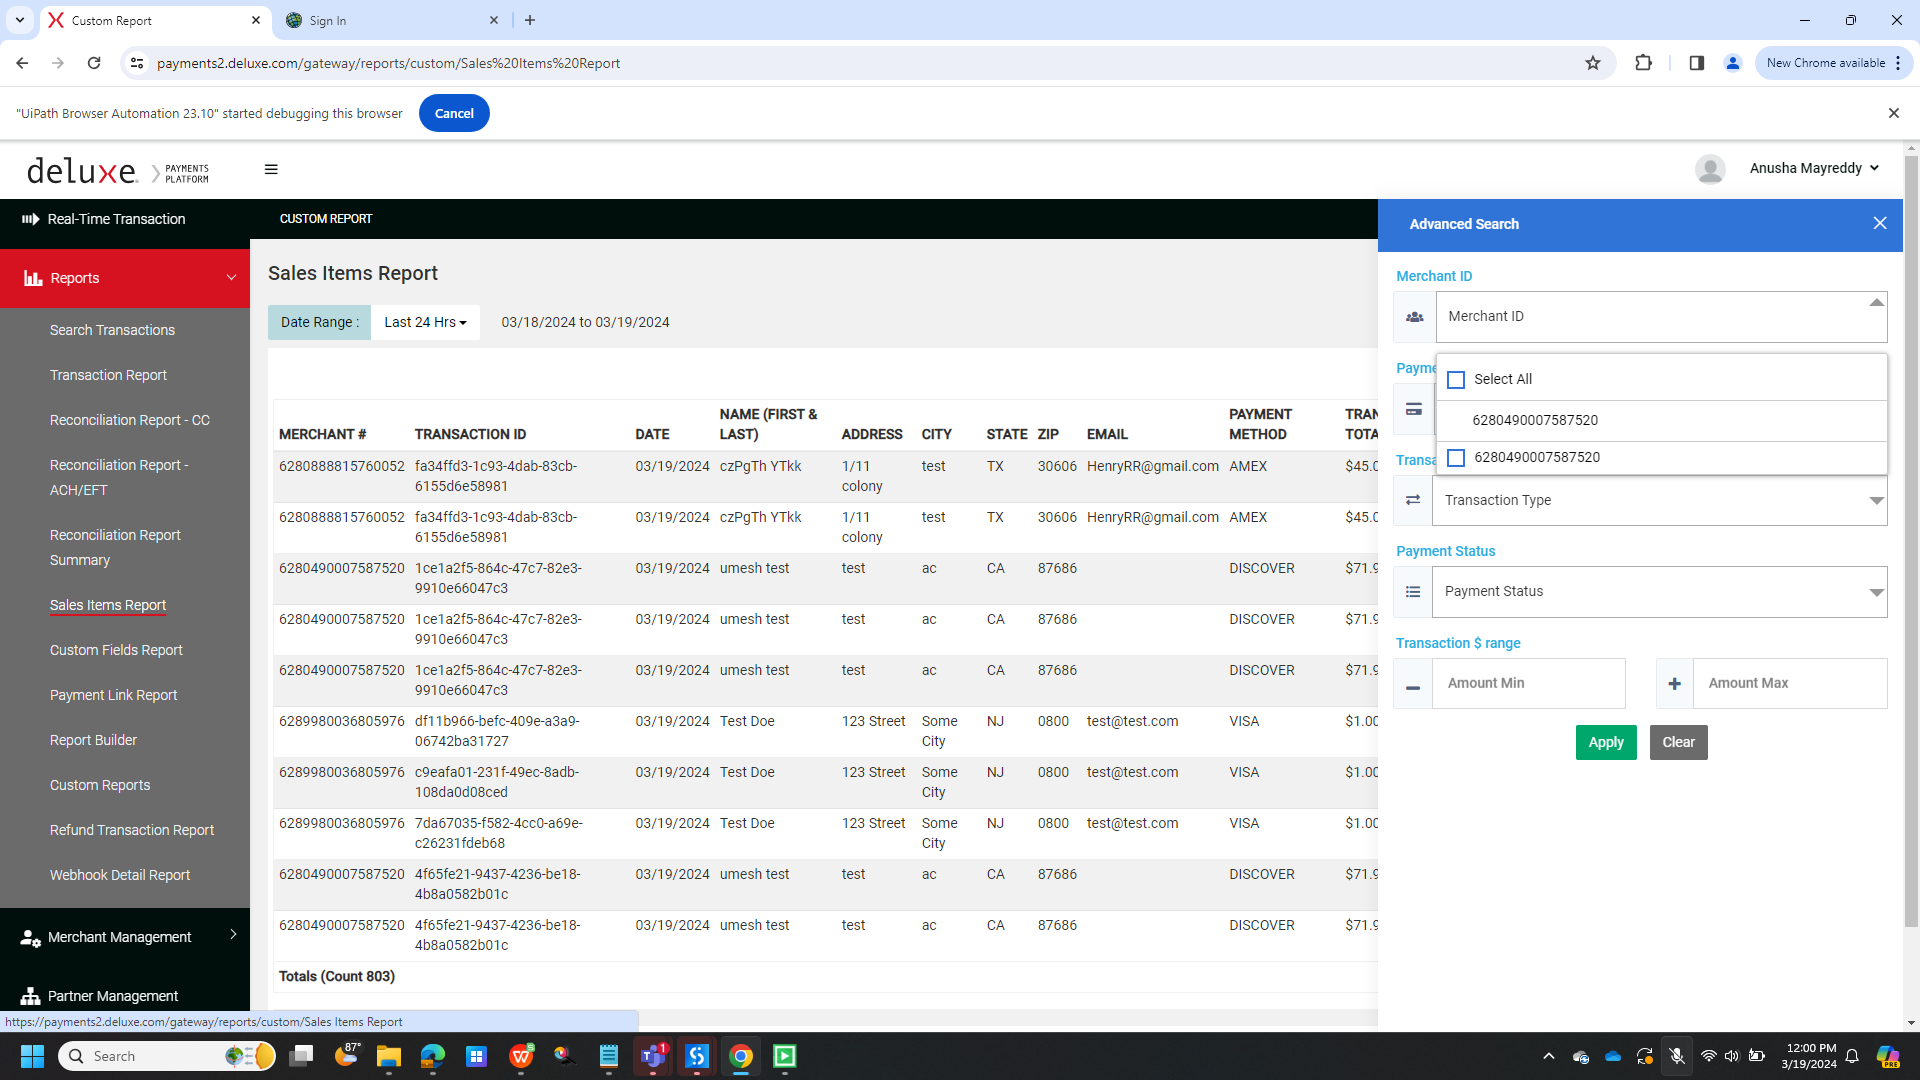 Custom Report
Sign In
payments2.deluxe.com/gateway/reports/custom/Sales%20Items%20Report
New Chrome available
"UiPath Browser Automation 23.10" started debugging this browser
Cancel
deluxe
PAYMENTS
PLATFORM
Anusha Mayreddy
Real-Time Transaction
Reports
Search Transactions
Transaction Report
Reconciliation Report - CC
Reconciliation Report -
ACH/EFT
Reconciliation Report
Summary
Sales Items Report
Custom Fields Report
Payment Link Report
Report Builder
Custom Reports
Refund Transaction Report
Webhook Detail Report
Merchant Management
Partner Management
https://payments2.deluxe.com/gateway/reports/custom/Sales Items Report
CUSTOM REPORT
Sales Items Report
Date Range : Last 24 Hrs 03/18/2024 to 03/19/2024
MERCHANT # TRANSACTION ID DATE NAME (FIRST & LAST) ADDRESS CITY STATE ZIP EMAIL PAYMENT METHOD TRAN TOTA
6280888815760052 fa34ffd3-1c93-4dab-83cb- 03/19/2024 czPgTh YTkk 1/11 test TX 30606 HenryRR@gmail.com AMEX $45.0
6155d6e58981 colony
6280888815760052 fa34ffd3-1c93-4dab-83cb- 03/19/2024 czPgTh YTkk 1/11 test TX 30606 HenryRR@gmail.com AMEX $45.0
6155d6e58981 colony
6280490007587520 1ce1a2f5-864c-47c7-82e3- 03/19/2024 umesh test test ac CA 87686 DISCOVER $71.9
9910e66047c3
6280490007587520 1ce1a2f5-864c-47c7-82e3- 03/19/2024 umesh test test ac CA 87686 DISCOVER $71.9
9910e66047c3
6280490007587520 1ce1a2f5-864c-47c7-82e3- 03/19/2024 umesh test test ac CA 87686 DISCOVER $71.9
9910e66047c3
6289980036805976 df11b966-befc-409e-a3a9- 03/19/2024 Test Doe 123 Street Some NJ 0800 test@test.com VISA $1.00
06742ba31727 City
6289980036805976 c9eafa01-231f-49ec-8adb- 03/19/2024 Test Doe 123 Street Some NJ 0800 test@test.com VISA $1.00
108da0d08ced City
6289980036805976 7da67035-f582-4cc0-a69e- 03/19/2024 Test Doe 123 Street Some NJ 0800 test@test.com VISA $1.00
c26231fdeb68 City
6280490007587520 4f65fe21-9437-4236-be18- 03/19/2024 umesh test test ac CA 87686 DISCOVER $71.9
4b8a0582b01c
6280490007587520 4f65fe21-9437-4236-be18- 03/19/2024 umesh test test ac CA 87686 DISCOVER $71.9
4b8a0582b01c
Totals (Count 803)
Advanced Search
Merchant ID
Merchant ID
Payme
Select All
6280490007587520
6280490007587520
Transa
Transaction Type
Payment Status
Payment Status
Transaction $ range
Amount Min
Amount Max
Apply
Clear
Search
87°
1
12:00 PM
3/19/2024
PRE